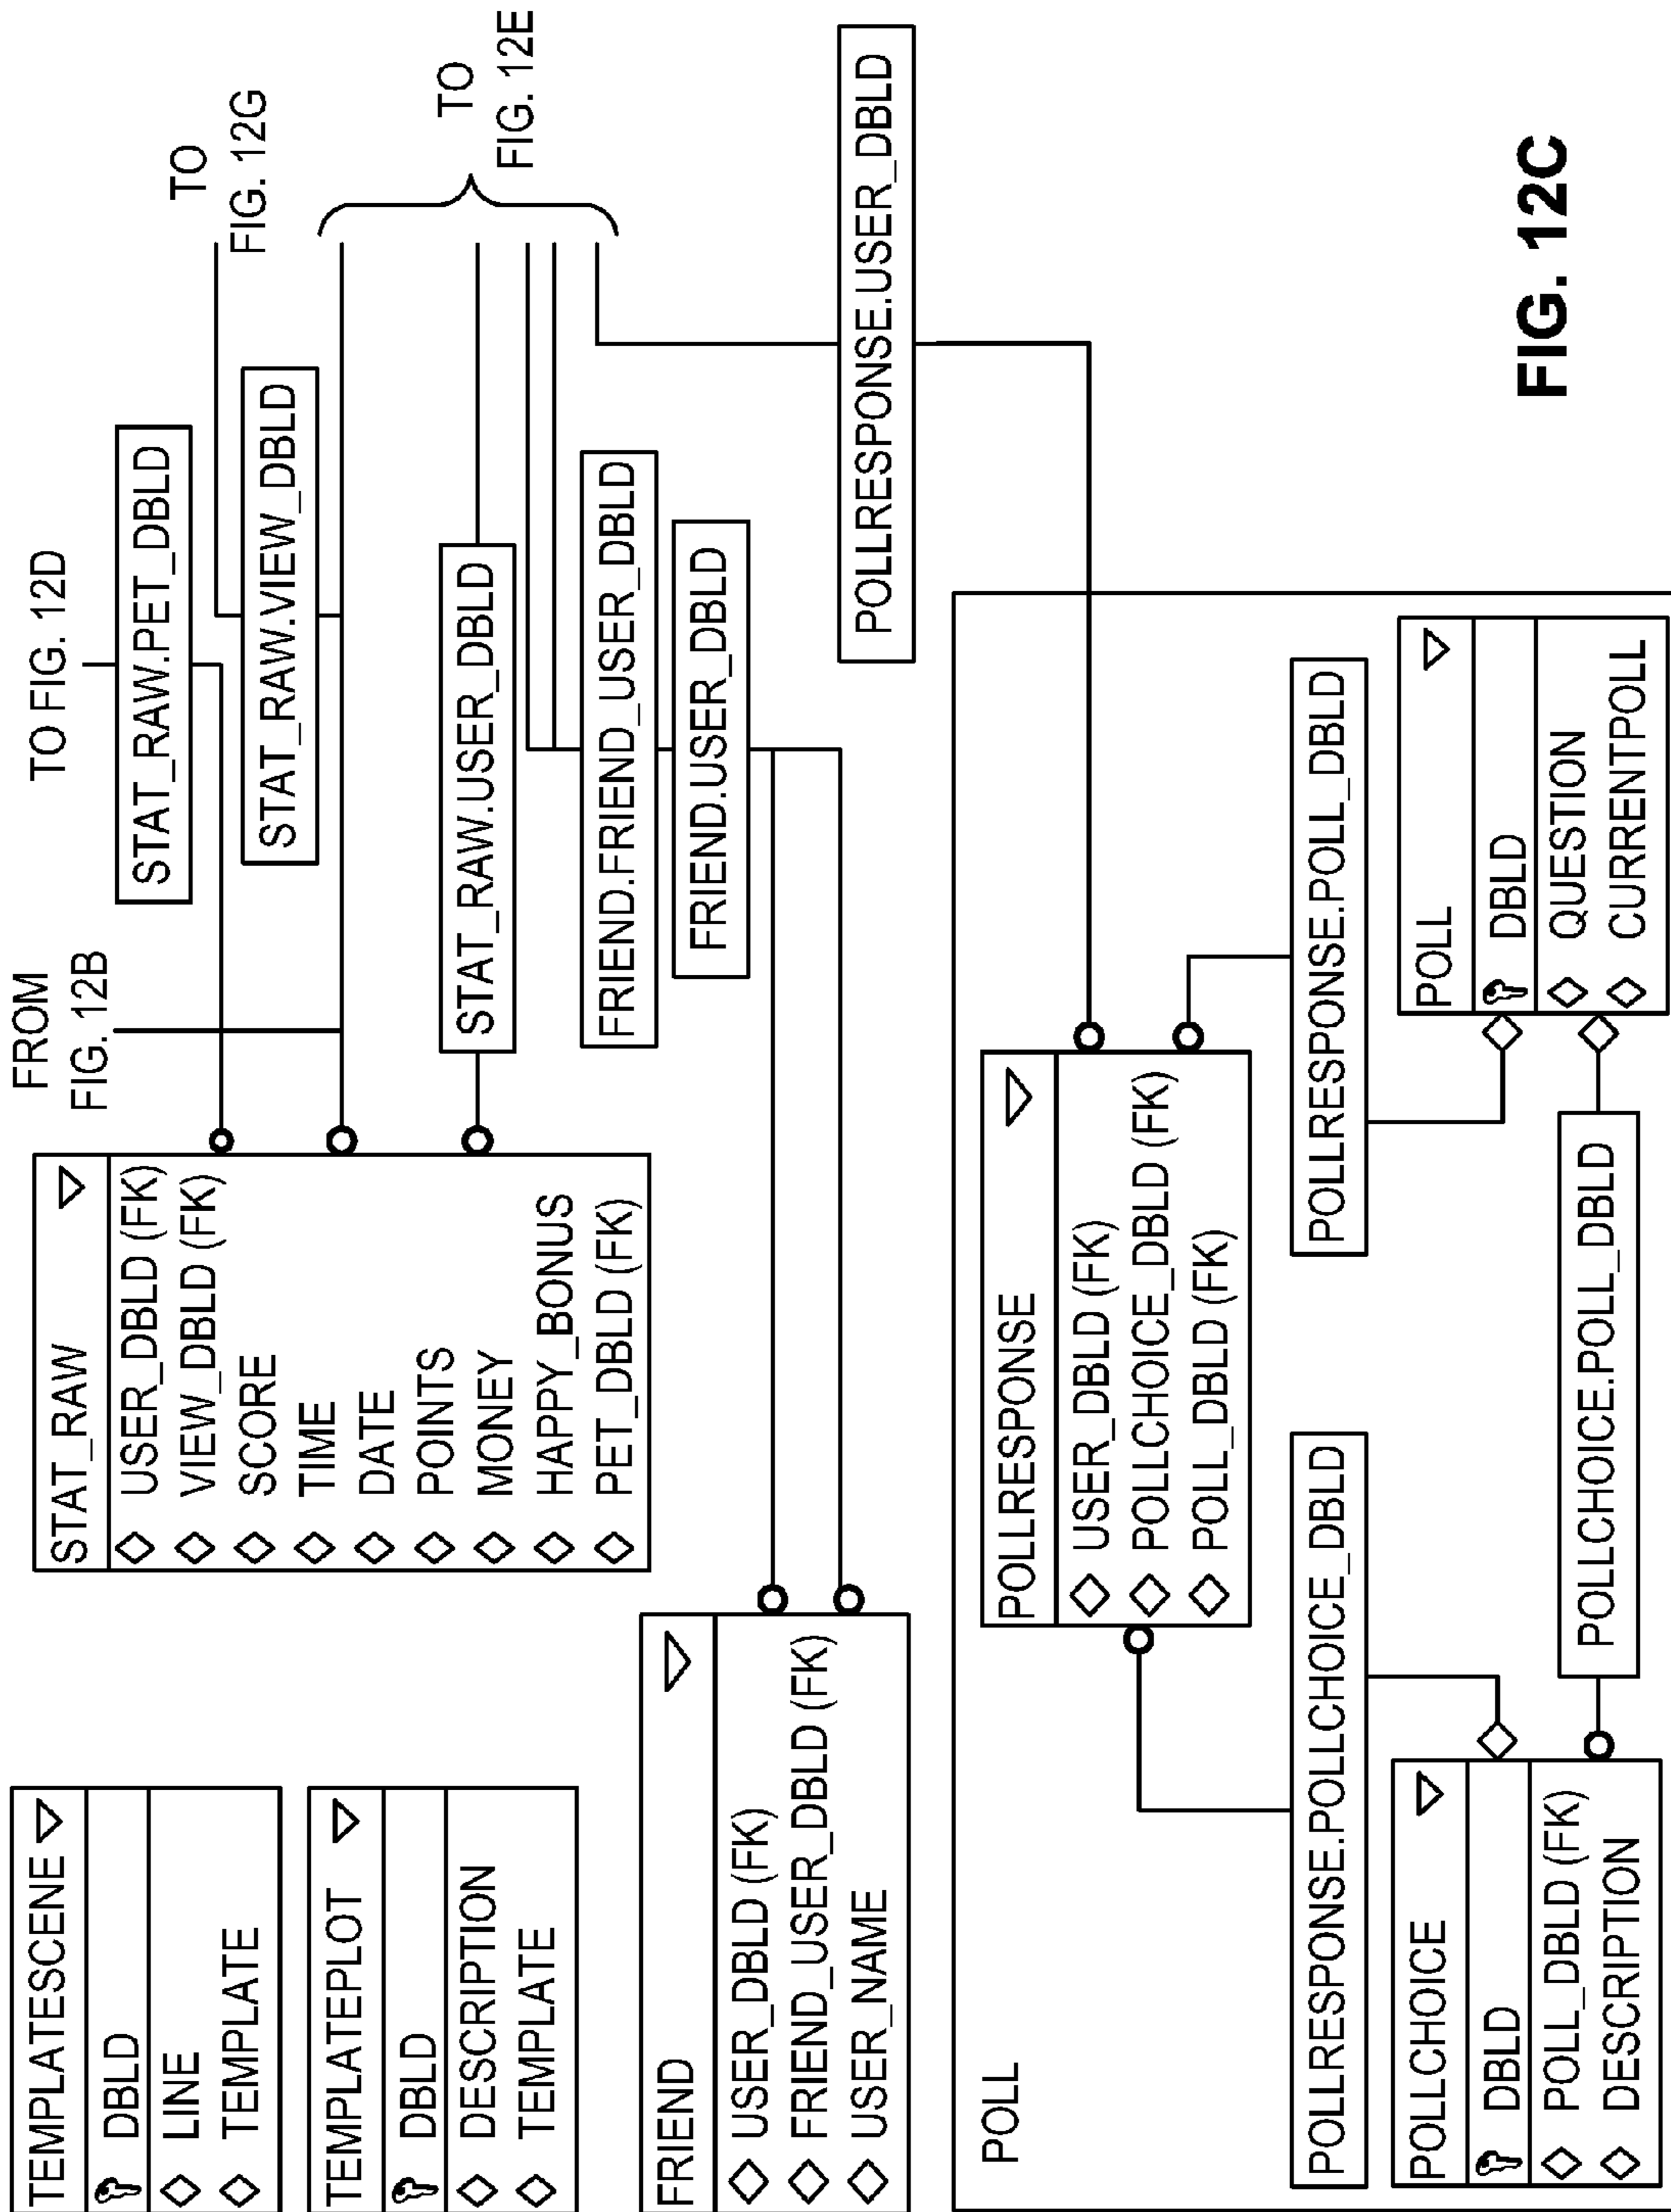 TEMPLATESCENE
DBLD
LINE
TEMPLATE
TEMPLATEPLOT
DBLD
DESCRIPTION
TEMPLATE
STAT_RAW
USER_DBLD (FK)
VIEW_DBLD (FK)
SCORE
TIME
DATE
POINTS
MONEY
HAPPY_BONUS
PET_DBLD (FK)
FROM
FIG. 12B
TO FIG. 12D
STAT_RAW.PET_DBLD
STAT_RAW.VIEW_DBLD
TO
FIG. 12G
STAT_RAW.USER_DBLD
TO
FIG. 12E
FRIEND.FRIEND_USER_DBLD
FRIEND.USER_DBLD
FRIEND
USER_DBLD (FK)
FRIEND_USER_DBLD (FK)
USER_NAME
POLLRESPONSE.USER_DBLD
POLL
POLLRESPONSE
USER_DBLD (FK)
POLLCHOICE_DBLD (FK)
POLL_DBLD (FK)
POLLRESPONSE.POLLCHOICE_DBLD
POLLRESPONSE.POLL_DBLD
POLLCHOICE
DBLD
POLL_DBLD (FK)
DESCRIPTION
POLLCHOICE.POLL_DBLD
POLL
DBLD
QUESTION
CURRENTPOLL
FIG. 12C